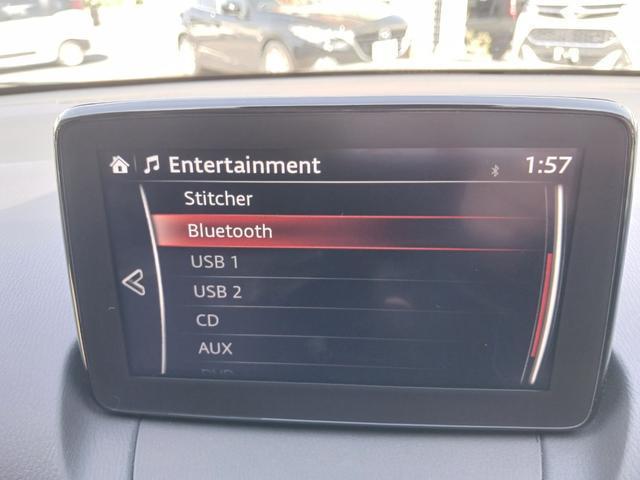 Entertainment 1:57
Stitcher
Bluetooth
USB 1
USB 2
CD
AUX